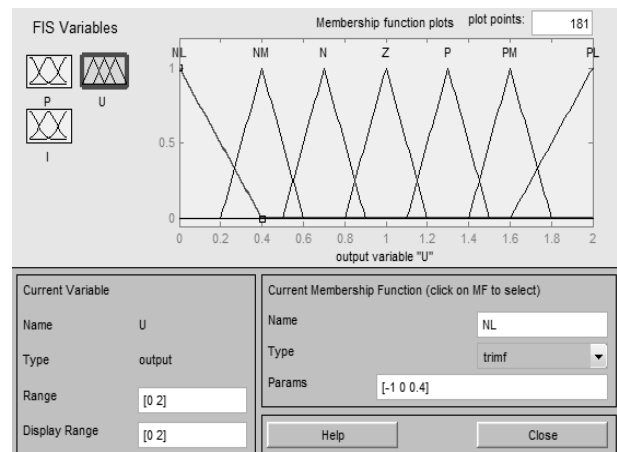 FIS Variables
Membership function plots plot points: 181
NL NM N Z P PM PL
P U
I
1
0.5
0
0 0.2 0.4 0.6 0.8 1 1.2 1.4 1.6 1.8 2
output variable "U"
Current Variable
Name U
Type output
Range [0 2]
Display Range [0 2]
Current Membership Function (click on MF to select)
Name NL
Type trimf
Params [-1 0 0.4]
Help Close